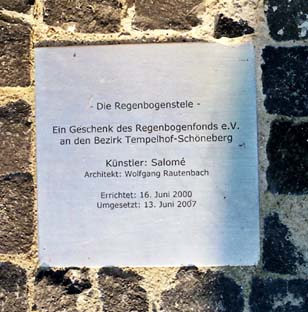 - Die Regenbogenstele -
Ein Geschenk des Regenbogenfonds e.V.
an den Bezirk Tempelhof-Schöneberg
Künstler: Salomé
Architekt: Wolfgang Rautenbach
Errichtet: 16. Juni 2000
Umgesetzt: 13. Juni 2007